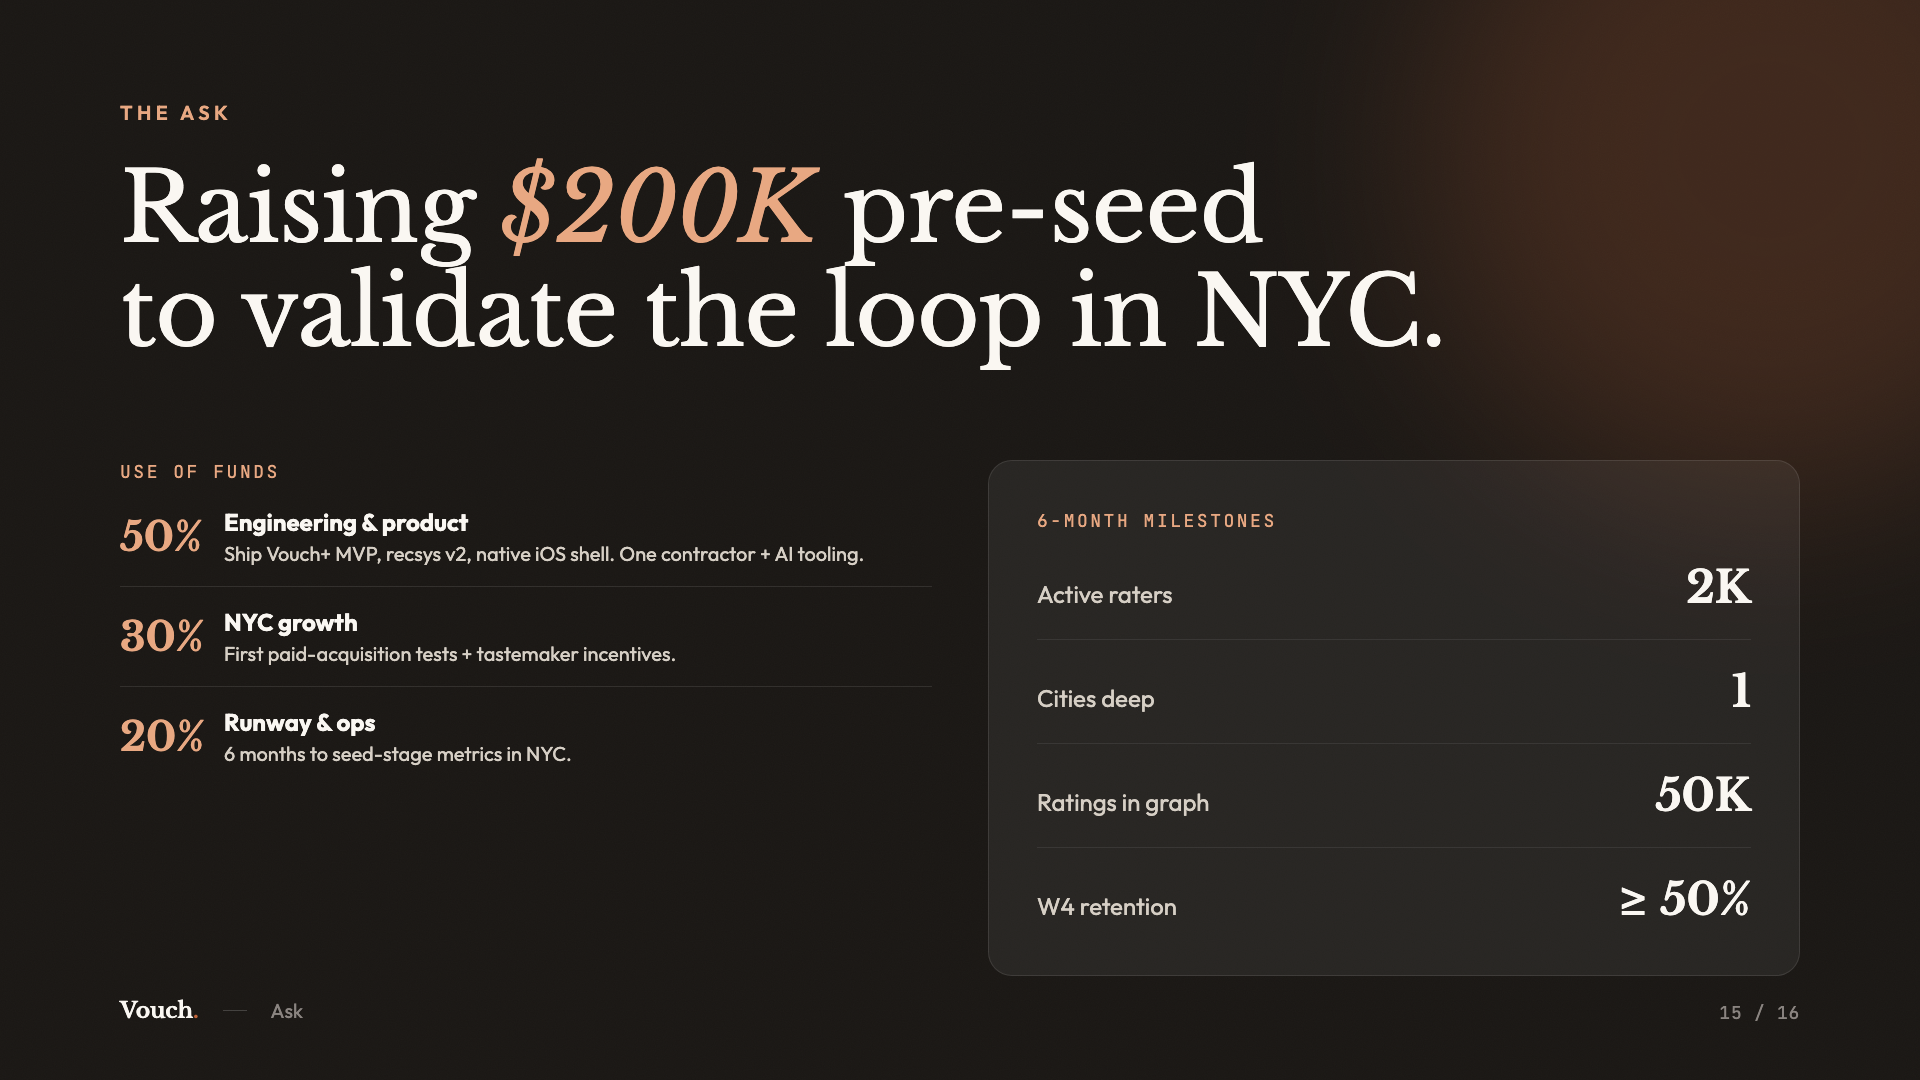 THE ASK
Raising $200K pre-seed
to validate the loop in NYC.
USE OF FUNDS
50%
Engineering & product
Ship Vouch+ MVP, recsys v2, native iOS shell. One contractor + AI tooling.
30%
NYC growth
First paid-acquisition tests + tastemaker incentives.
20%
Runway & ops
6 months to seed-stage metrics in NYC.
6-MONTH MILESTONES
Active raters 2K
Cities deep 1
Ratings in graph 50K
W4 retention ≥ 50%
Vouch. — Ask
15 / 16